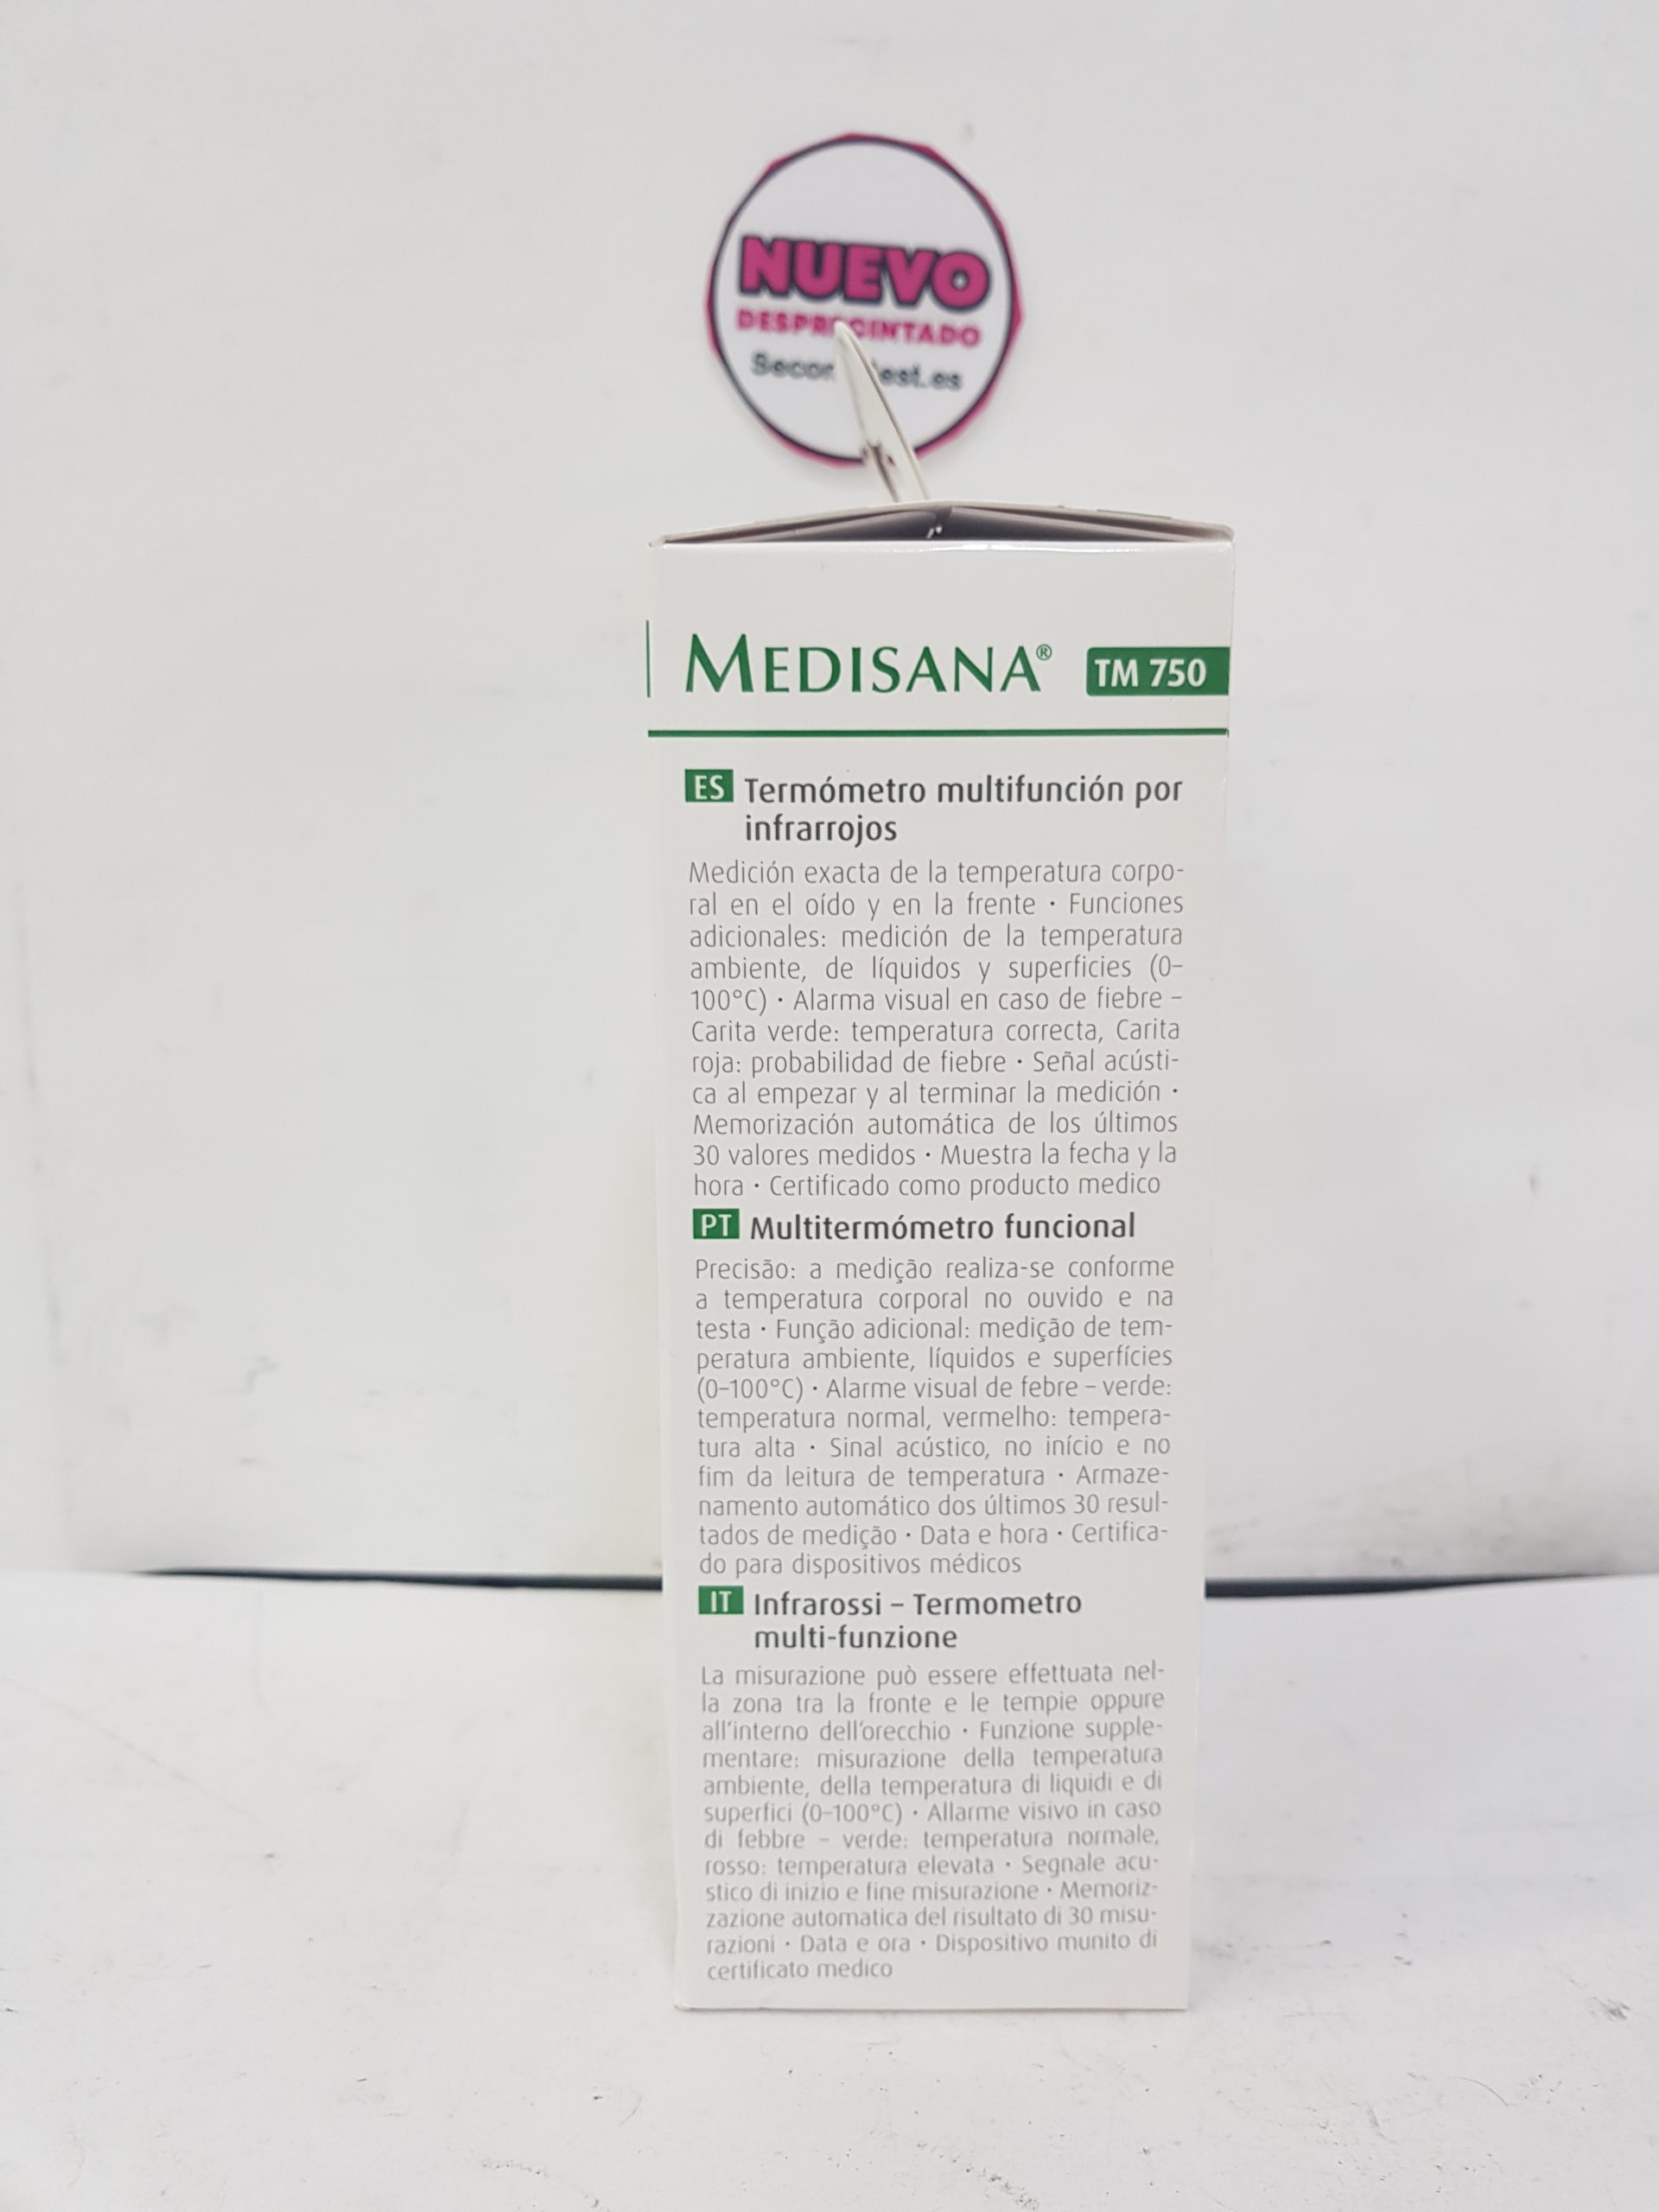 NUEVO
DESPRECINTADO
MEDISANA® TM 750
ES Termómetro multifunción por
infrarrojos
Medición exacta de la temperatura corpo-
ral en el oído y en la frente · Funciones
adicionales: medición de la temperatura
ambiente, de líquidos y superficies (0–
100°C) · Alarma visual en caso de fiebre –
Carita verde: temperatura correcta, Carita
roja: probabilidad de fiebre · Señal acústi-
ca al empezar y al terminar la medición ·
Memorización automática de los últimos
30 valores medidos · Muestra la fecha y la
hora · Certificado como producto medico
PT Multitermómetro funcional
Precisão: a medição realiza-se conforme
a temperatura corporal no ouvido e na
testa · Função adicional: medição de tem-
peratura ambiente, líquidos e superfícies
(0–100°C) · Alarme visual de febre – verde:
temperatura normal, vermelho: tempera-
tura alta · Sinal acústico, no início e no
fim da leitura de temperatura · Armaze-
namento automático dos últimos 30 resul-
tados de medição · Data e hora · Certifica-
do para dispositivos médicos
IT Infrarossi – Termometro
multi-funzione
La misurazione può essere effettuata nel-
la zona tra la fronte e le tempie oppure
all'interno dell'orecchio · Funzione supple-
mentare: misurazione della temperatura
ambiente, della temperatura di liquidi e di
superfici (0–100°C) · Allarme visivo in caso
di febbre – verde: temperatura normale,
rosso: temperatura elevata · Segnale acu-
stico di inizio e fine misurazione · Memoriz-
zazione automatica del risultato di 30 misu-
razioni · Data e ora · Dispositivo munito di
certificato medico